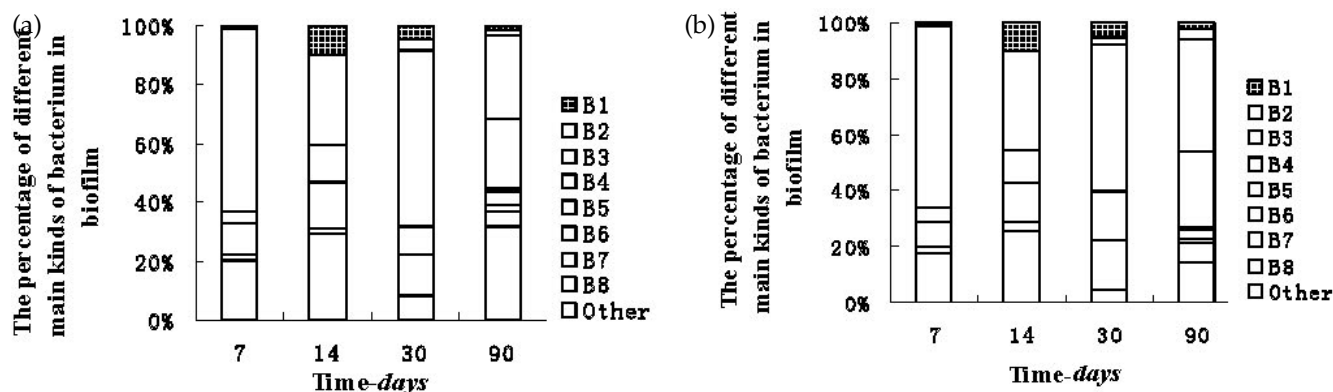 (a)
The percentage of different
main kinds of bacterium in
biofilm
100%
80%
60%
40%
20%
0%
7 14 30 90
Time-days
B1
B2
B3
B4
B5
B6
B7
B8
Other
(b)
The percentage of different
main kinds of bacterium in
biofilm
100%
80%
60%
40%
20%
0%
7 14 30 90
Time-days
B1
B2
B3
B4
B5
B6
B7
B8
Other